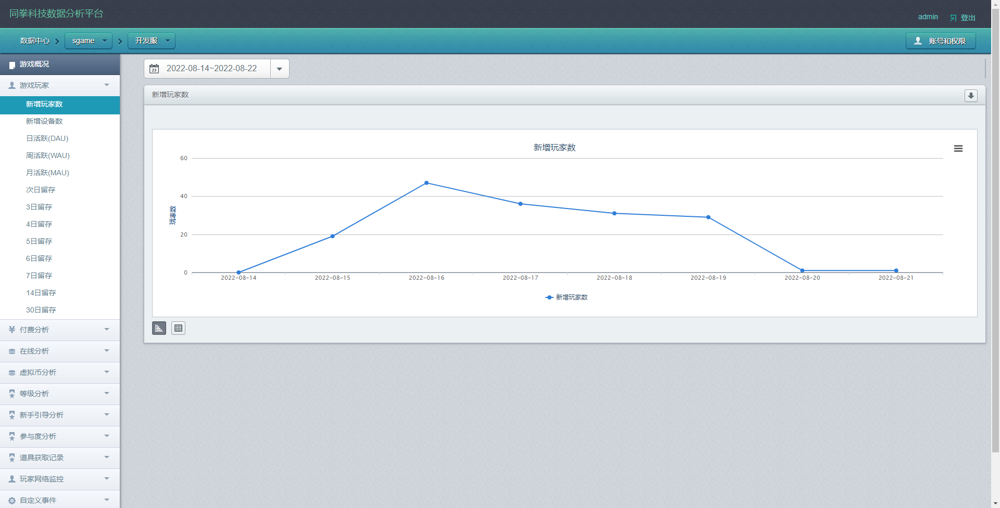 同拳科技数据分析平台
admin
登出
数据中心
sgame
开发服
账号和权限
游戏概况
游戏玩家
新增玩家数
新增设备数
日活跃(DAU)
周活跃(WAU)
月活跃(MAU)
次日留存
3日留存
4日留存
5日留存
6日留存
7日留存
14日留存
30日留存
付费分析
在线分析
虚拟币分析
等级分析
新手引导分析
参与度分析
道具获取记录
玩家网络监控
自定义事件
23
2022-08-14~2022-08-22
新增玩家数
新增玩家数
玩家数
60
40
20
0
2022-08-14
2022-08-15
2022-08-16
2022-08-17
2022-08-18
2022-08-19
2022-08-20
2022-08-21
新增玩家数